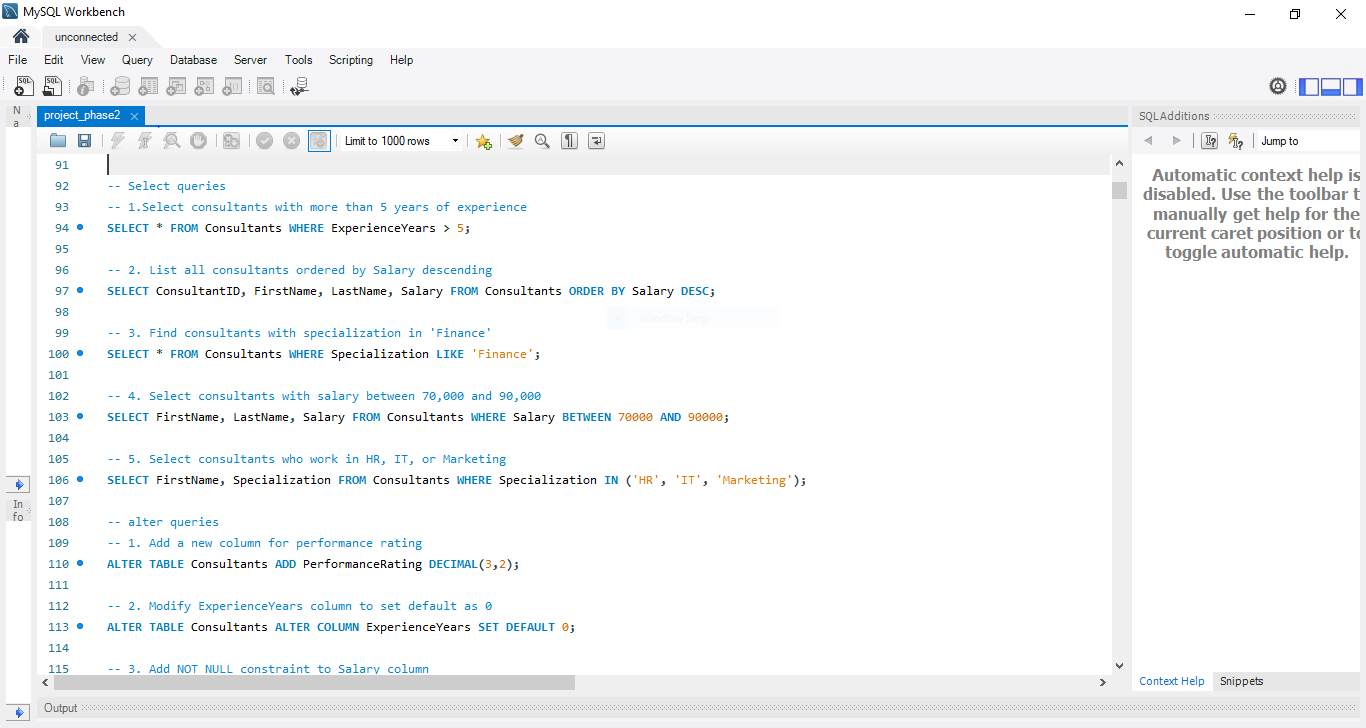 MySQL Workbench
unconnected
File Edit View Query Database Server Tools Scripting Help
N
a
project_phase2
SQLAdditions
Limit to 1000 rows
Jump to
91
92 -- Select queries
93 -- 1.Select consultants with more than 5 years of experience
94 SELECT * FROM Consultants WHERE ExperienceYears > 5;
95
96 -- 2. List all consultants ordered by Salary descending
97 SELECT ConsultantID, FirstName, LastName, Salary FROM Consultants ORDER BY Salary DESC;
98
99 -- 3. Find consultants with specialization in 'Finance'
100 SELECT * FROM Consultants WHERE Specialization LIKE 'Finance';
101
102 -- 4. Select consultants with salary between 70,000 and 90,000
103 SELECT FirstName, LastName, Salary FROM Consultants WHERE Salary BETWEEN 70000 AND 90000;
104
105 -- 5. Select consultants who work in HR, IT, or Marketing
106 SELECT FirstName, Specialization FROM Consultants WHERE Specialization IN ('HR', 'IT', 'Marketing');
107
108 -- alter queries
109 -- 1. Add a new column for performance rating
110 ALTER TABLE Consultants ADD PerformanceRating DECIMAL(3,2);
111
112 -- 2. Modify ExperienceYears column to set default as 0
113 ALTER TABLE Consultants ALTER COLUMN ExperienceYears SET DEFAULT 0;
114
115 -- 3. Add NOT NULL constraint to Salary column
In
fo
Automatic context help is
disabled. Use the toolbar t
manually get help for the
current caret position or to
toggle automatic help.
Context Help Snippets
Output